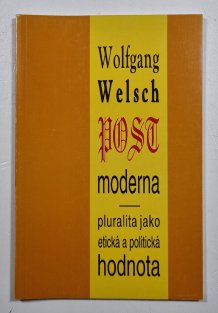 Wolfgang
Welsch
POST
moderna
pluralita jako
etická a politická
hodnota